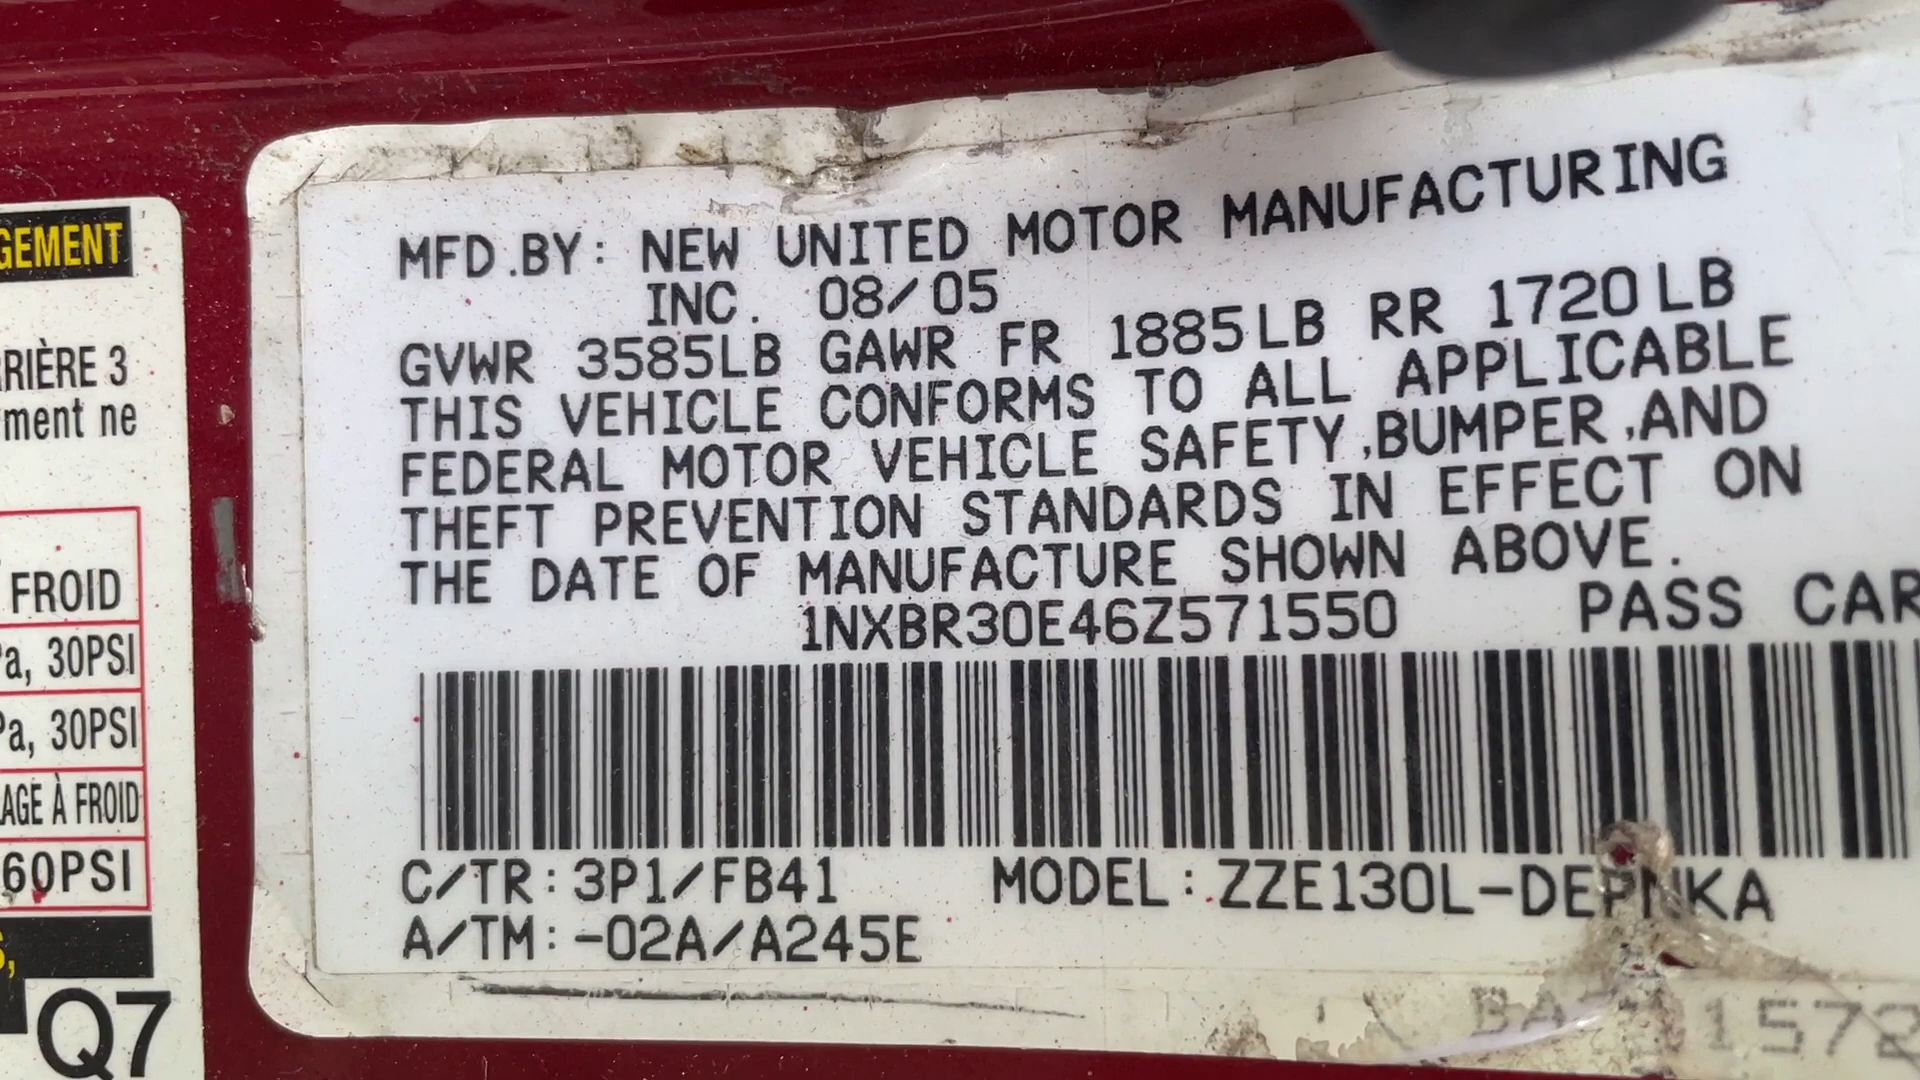 GEMENT
RRIÈRE 3
ment ne
FROID
Pa, 30PSI
Pa, 30PSI
LAGE À FROID
60PSI
S,
Q7
MFD.BY: NEW UNITED MOTOR MANUFACTURING
INC. 08/05
GVWR 3585LB GAWR FR 1885LB RR 1720LB
THIS VEHICLE CONFORMS TO ALL APPLICABLE
FEDERAL MOTOR VEHICLE SAFETY,BUMPER,AND
THEFT PREVENTION STANDARDS IN EFFECT ON
THE DATE OF MANUFACTURE SHOWN ABOVE.
1NXBR30E46Z571550 PASS CAR
C/TR: 3P1/FB41 MODEL: ZZE130L-DEPNKA
A/TM: -02A/A245E